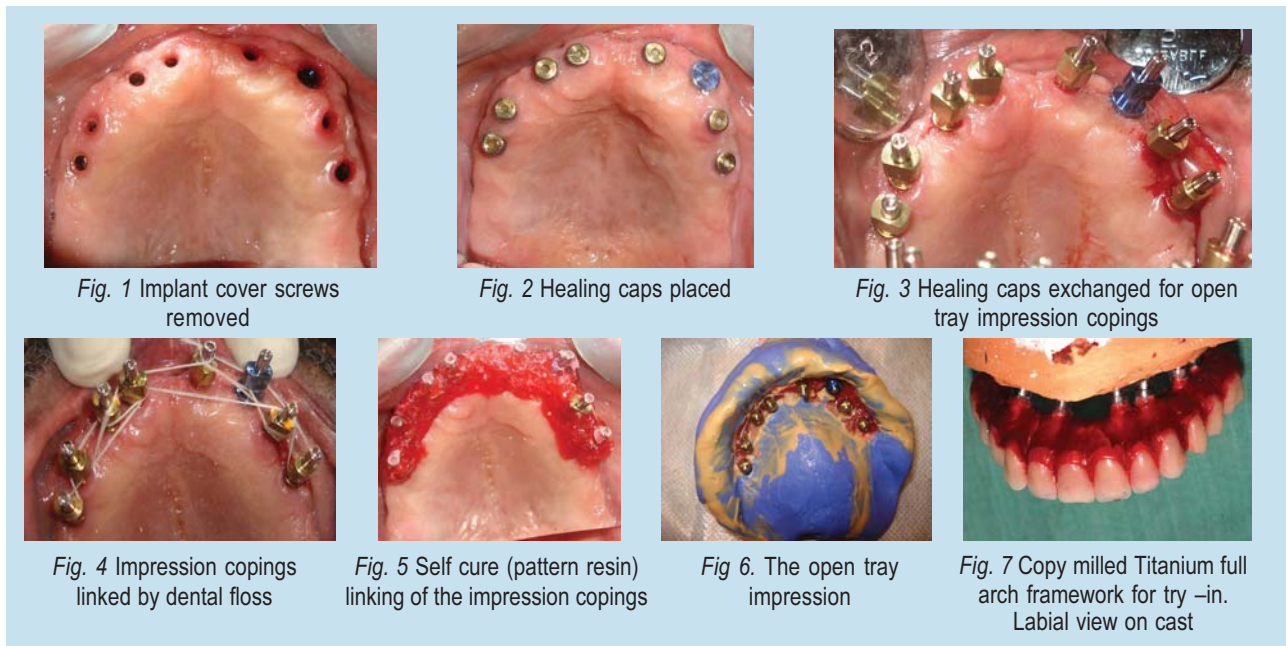 Fig. 1 Implant cover screws
removed
Fig. 2 Healing caps placed
Fig. 3 Healing caps exchanged for open
tray impression copings
Fig. 4 Impression copings
linked by dental floss
Fig. 5 Self cure (pattern resin)
linking of the impression copings
Fig 6. The open tray
impression
Fig. 7 Copy milled Titanium full
arch framework for try –in.
Labial view on cast